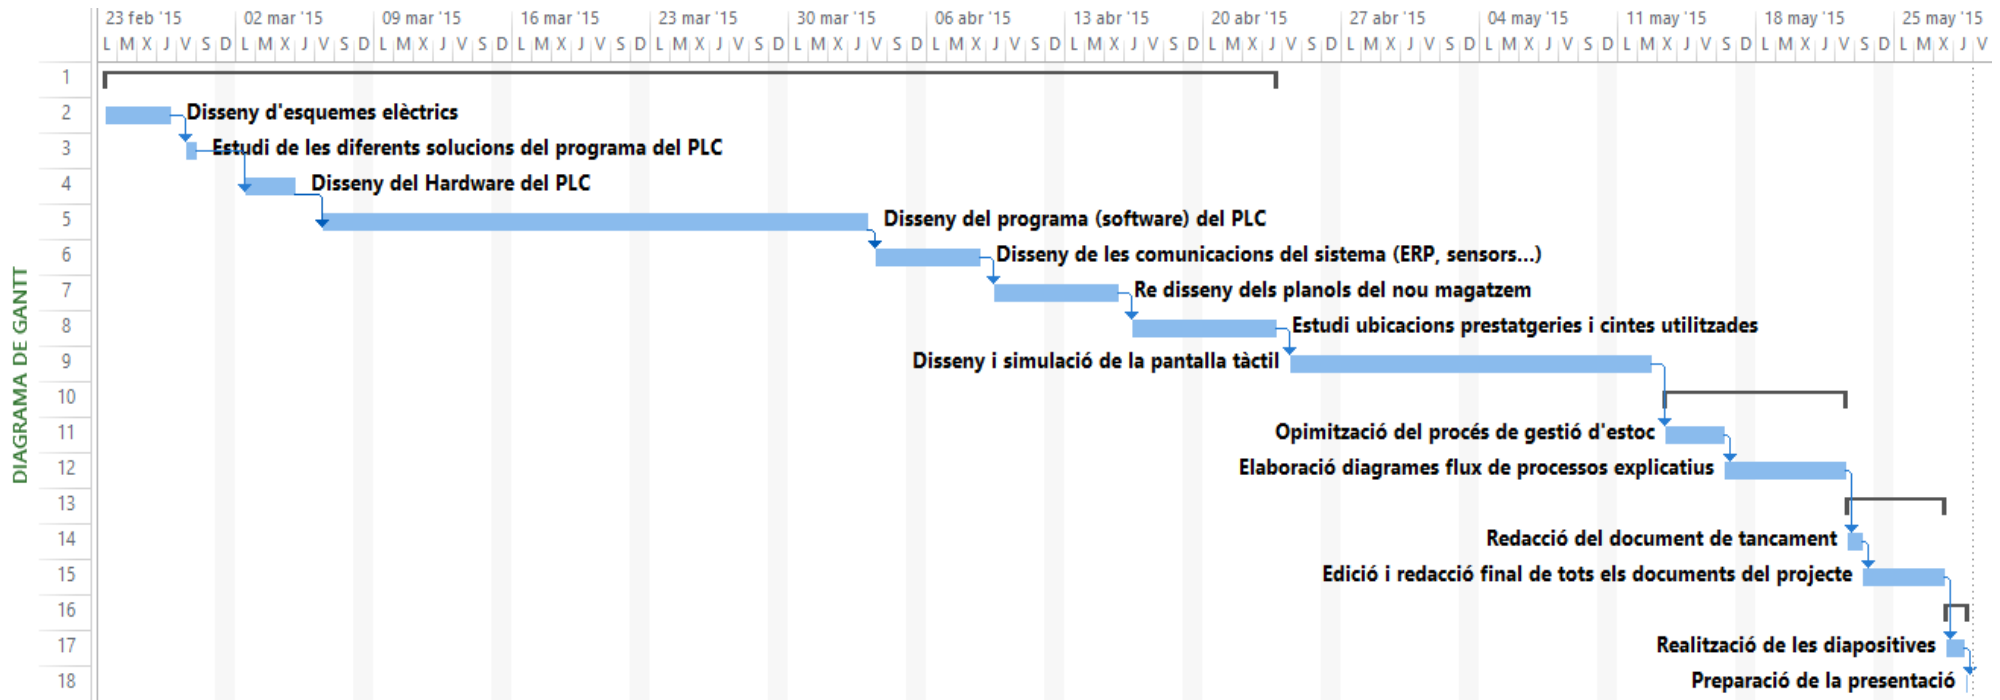 23 feb '15 02 mar '15 09 mar '15 16 mar '15 23 mar '15 30 mar '15 06 abr '15 13 abr '15 20 abr '15 27 abr '15 04 may '15 11 may '15 18 may '15 25 may '15
L M X J V S D L M X J V S D L M X J V S D L M X J V S D L M X J V S D L M X J V S D L M X J V S D L M X J V S D L M X J V S D L M X J V S D L M X J V S D L M X J V S D L M X J V S D L M X J V
DIAGRAMA DE GANTT
1
2 Disseny d'esquemes elèctrics
3 Estudi de les diferents solucions del programa del PLC
4 Disseny del Hardware del PLC
5 Disseny del programa (software) del PLC
6 Disseny de les comunicacions del sistema (ERP, sensors...)
7 Re disseny dels planols del nou magatzem
8 Estudi ubicacions prestatgeries i cintes utilitzades
9 Disseny i simulació de la pantalla tàctil
10
11 Opimització del procés de gestió d'estoc
12 Elaboració diagrames flux de processos explicatius
13
14 Redacció del document de tancament
15 Edició i redacció final de tots els documents del projecte
16
17 Realització de les diapositives
18 Preparació de la presentació